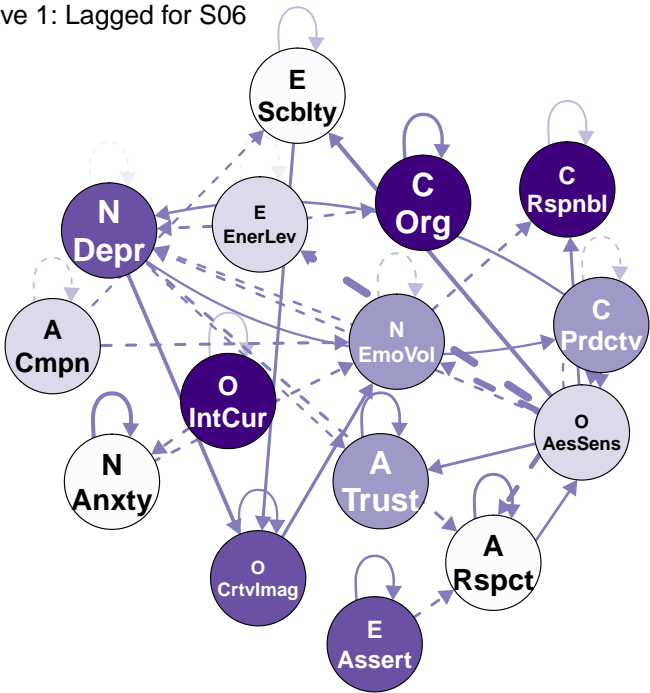 ve 1: Lagged for S06
E
Scblty
C
Org
C
Rspnbl
N
Depr
E
EnerLev
A
Cmpn
N
EmoVol
C
Prdctv
O
IntCur
O
AesSens
N
Anxty
A
Trust
A
Rspct
O
CrtvImag
E
Assert